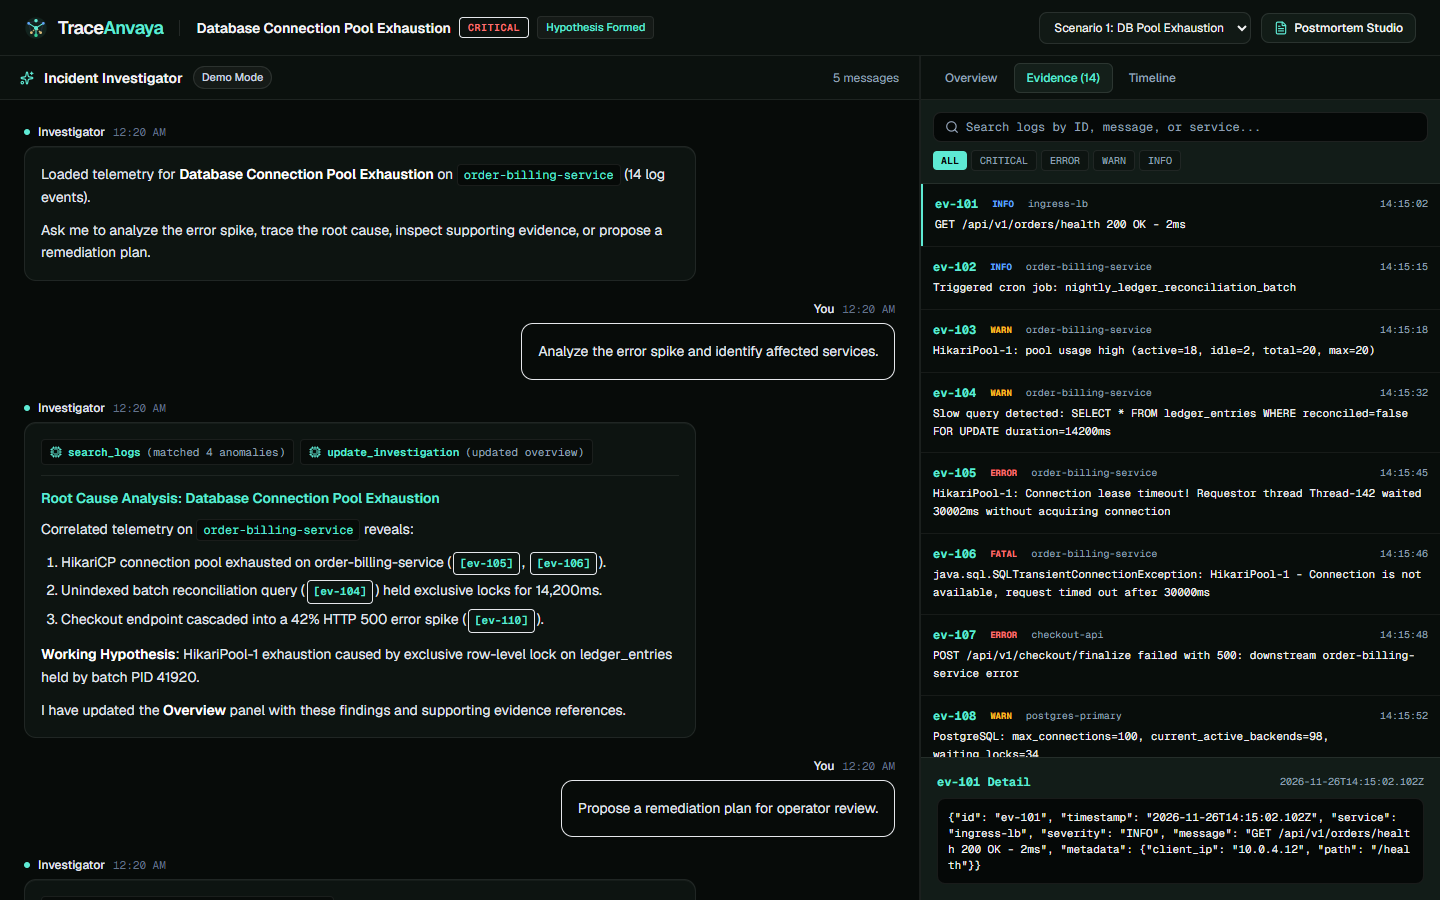 TraceAnvaya
Database Connection Pool Exhaustion
CRITICAL
Hypothesis Formed
Scenario 1: DB Pool Exhaustion
Postmortem Studio
Incident Investigator
Demo Mode
5 messages
Investigator 12:20 AM
Loaded telemetry for Database Connection Pool Exhaustion on order-billing-service (14 log
events).
Ask me to analyze the error spike, trace the root cause, inspect supporting evidence, or propose a
remediation plan.
You 12:20 AM
Analyze the error spike and identify affected services.
Investigator 12:20 AM
search_logs (matched 4 anomalies)
update_investigation (updated overview)
Root Cause Analysis: Database Connection Pool Exhaustion
Correlated telemetry on order-billing-service reveals:
1. HikariCP connection pool exhausted on order-billing-service ( [ev-105] , [ev-106] ).
2. Unindexed batch reconciliation query ( [ev-104] ) held exclusive locks for 14,200ms.
3. Checkout endpoint cascaded into a 42% HTTP 500 error spike ( [ev-110] ).
Working Hypothesis: HikariPool-1 exhaustion caused by exclusive row-level lock on ledger_entries
held by batch PID 41920.
I have updated the Overview panel with these findings and supporting evidence references.
You 12:20 AM
Propose a remediation plan for operator review.
Investigator 12:20 AM
Overview
Evidence (14)
Timeline
Search logs by ID, message, or service...
ALL
CRITICAL
ERROR
WARN
INFO
ev-101 INFO ingress-lb 14:15:02
GET /api/v1/orders/health 200 OK - 2ms
ev-102 INFO order-billing-service 14:15:15
Triggered cron job: nightly_ledger_reconciliation_batch
ev-103 WARN order-billing-service 14:15:18
HikariPool-1: pool usage high (active=18, idle=2, total=20, max=20)
ev-104 WARN order-billing-service 14:15:32
Slow query detected: SELECT * FROM ledger_entries WHERE reconciled=false
FOR UPDATE duration=14200ms
ev-105 ERROR order-billing-service 14:15:45
HikariPool-1: Connection lease timeout! Requestor thread Thread-142 waited
30002ms without acquiring connection
ev-106 FATAL order-billing-service 14:15:46
java.sql.SQLTransientConnectionException: HikariPool-1 - Connection is not
available, request timed out after 30000ms
ev-107 ERROR checkout-api 14:15:48
POST /api/v1/checkout/finalize failed with 500: downstream order-billing-
service error
ev-108 WARN postgres-primary 14:15:52
PostgreSQL: max_connections=100, current_active_backends=98,
waiting_locks=34
ev-101 Detail 2026-11-26T14:15:02.102Z
{"id": "ev-101", "timestamp": "2026-11-26T14:15:02.102Z", "service":
"ingress-lb", "severity": "INFO", "message": "GET /api/v1/orders/healt
h 200 OK - 2ms", "metadata": {"client_ip": "10.0.4.12", "path": "/heal
th"}}